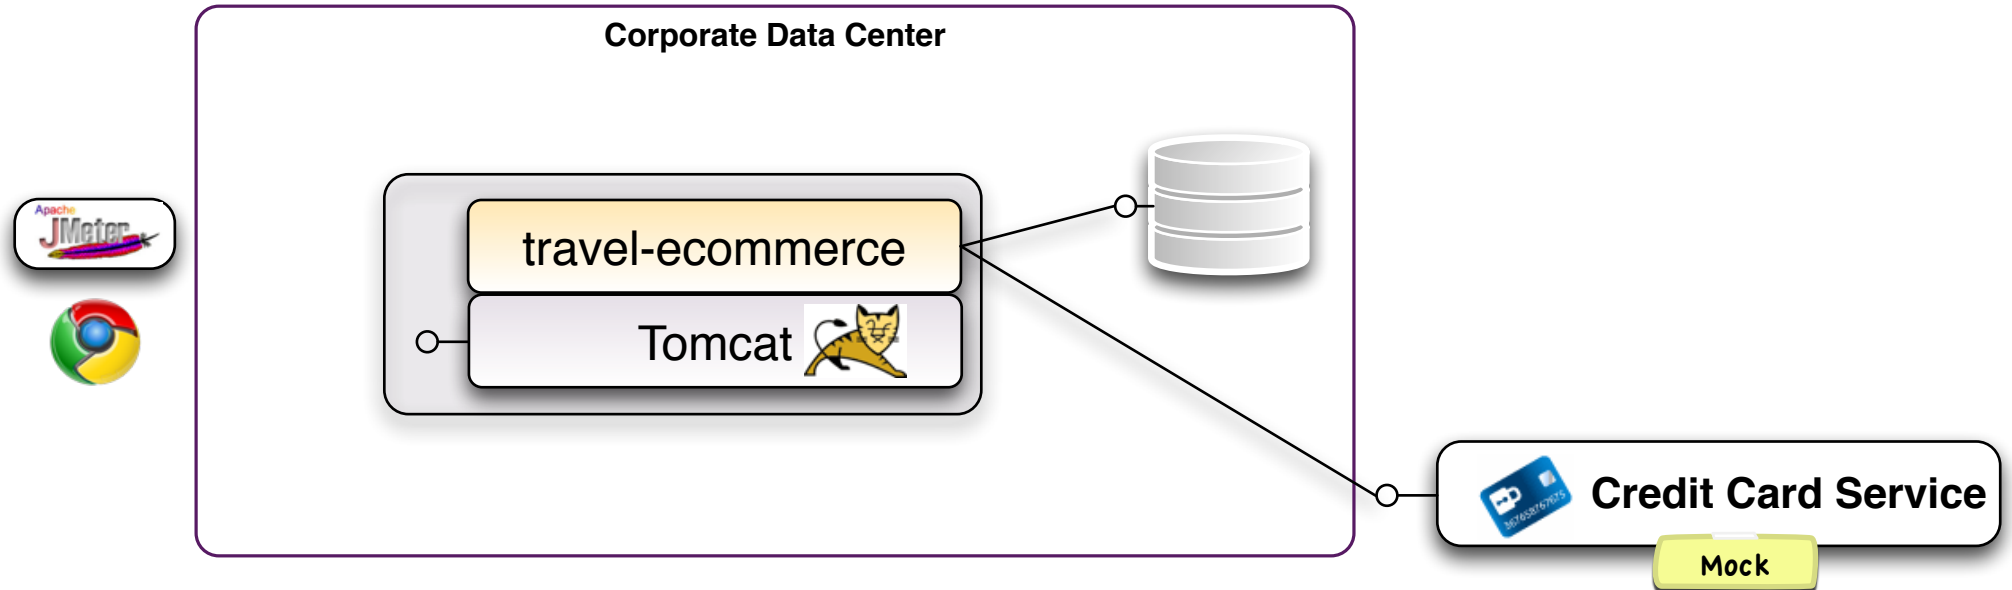 Corporate Data Center
Apache
JMeter
travel-ecommerce
Tomcat
Credit Card Service
Mock